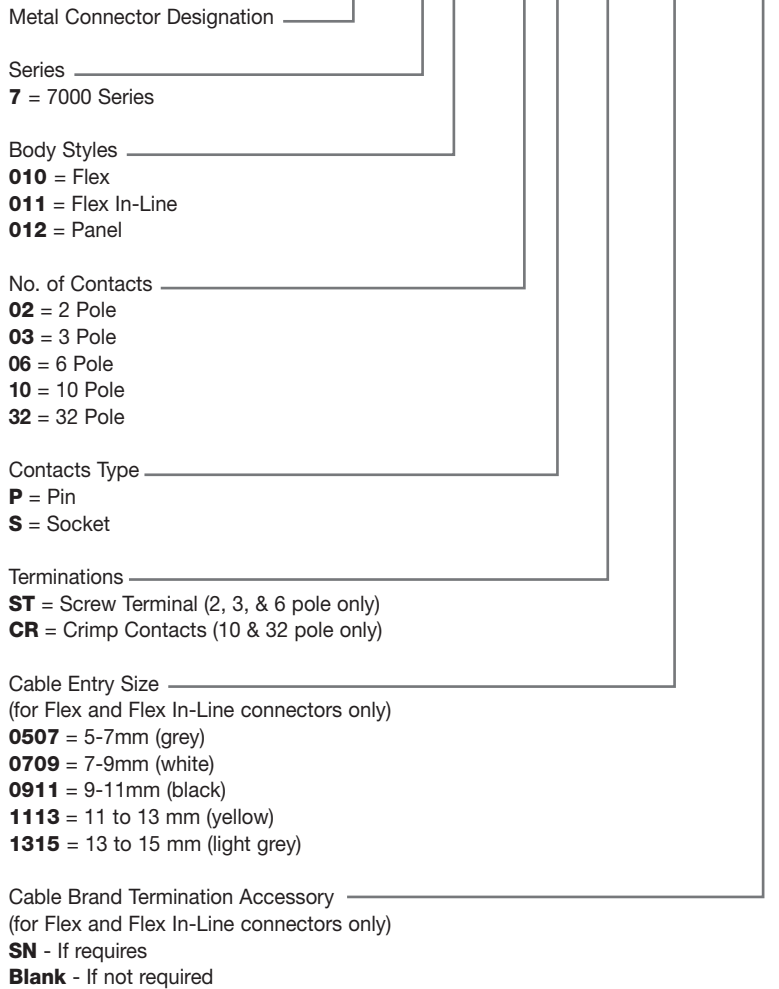 Metal Connector Designation
Series
7 = 7000 Series
Body Styles
010 = Flex
011 = Flex In-Line
012 = Panel
No. of Contacts
02 = 2 Pole
03 = 3 Pole
06 = 6 Pole
10 = 10 Pole
32 = 32 Pole
Contacts Type
P = Pin
S = Socket
Terminations
ST = Screw Terminal (2, 3, & 6 pole only)
CR = Crimp Contacts (10 & 32 pole only)
Cable Entry Size
(for Flex and Flex In-Line connectors only)
0507 = 5-7mm (grey)
0709 = 7-9mm (white)
0911 = 9-11mm (black)
1113 = 11 to 13 mm (yellow)
1315 = 13 to 15 mm (light grey)
Cable Brand Termination Accessory
(for Flex and Flex In-Line connectors only)
SN - If requires
Blank - If not required